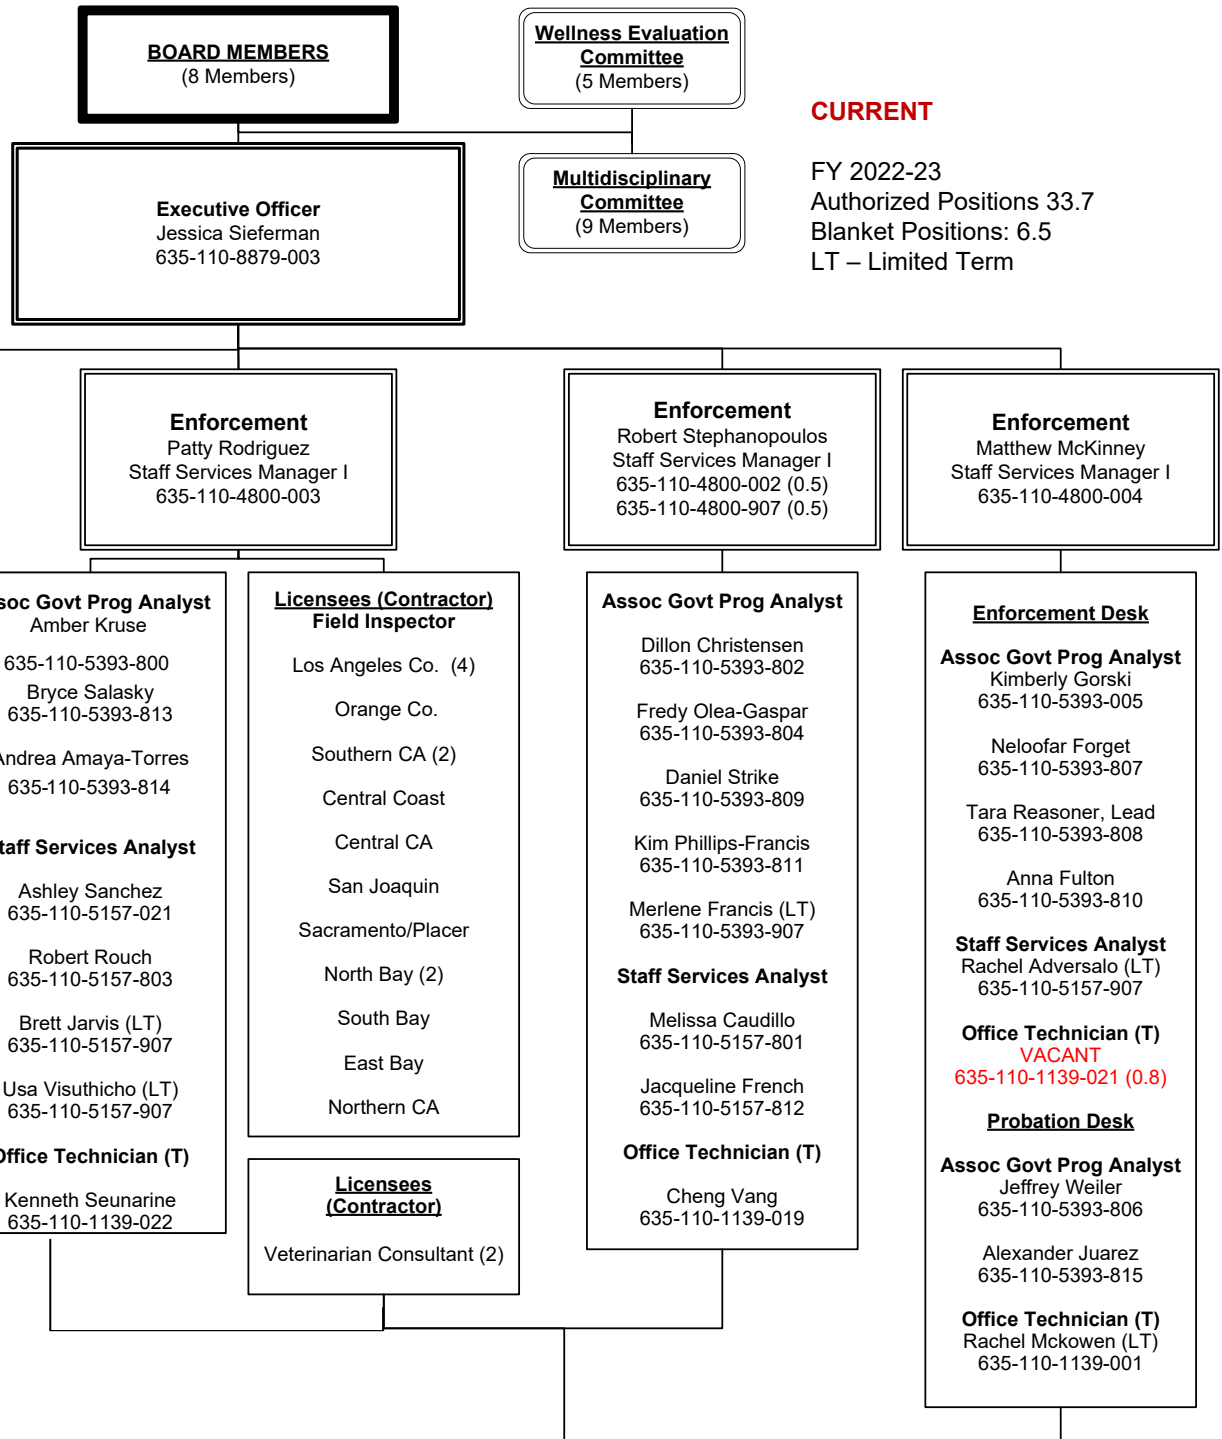 BOARD MEMBERS
(8 Members)
Wellness Evaluation
Committee
(5 Members)
Multidisciplinary
Committee
(9 Members)
CURRENT
FY 2022-23
Authorized Positions 33.7
Blanket Positions: 6.5
LT – Limited Term
Executive Officer
Jessica Sieferman
635-110-8879-003
Enforcement
Patty Rodriguez
Staff Services Manager I
635-110-4800-003
Enforcement
Robert Stephanopoulos
Staff Services Manager I
635-110-4800-002 (0.5)
635-110-4800-907 (0.5)
Enforcement
Matthew McKinney
Staff Services Manager I
635-110-4800-004
soc Govt Prog Analyst
Amber Kruse
635-110-5393-800
Bryce Salasky
635-110-5393-813
Andrea Amaya-Torres
635-110-5393-814
taff Services Analyst
Ashley Sanchez
635-110-5157-021
Robert Rouch
635-110-5157-803
Brett Jarvis (LT)
635-110-5157-907
Usa Visuthicho (LT)
635-110-5157-907
Office Technician (T)
Kenneth Seunarine
635-110-1139-022
Licensees (Contractor)
Field Inspector
Los Angeles Co. (4)
Orange Co.
Southern CA (2)
Central Coast
Central CA
San Joaquin
Sacramento/Placer
North Bay (2)
South Bay
East Bay
Northern CA
Licensees
(Contractor)
Veterinarian Consultant (2)
Assoc Govt Prog Analyst
Dillon Christensen
635-110-5393-802
Fredy Olea-Gaspar
635-110-5393-804
Daniel Strike
635-110-5393-809
Kim Phillips-Francis
635-110-5393-811
Merlene Francis (LT)
635-110-5393-907
Staff Services Analyst
Melissa Caudillo
635-110-5157-801
Jacqueline French
635-110-5157-812
Office Technician (T)
Cheng Vang
635-110-1139-019
Enforcement Desk
Assoc Govt Prog Analyst
Kimberly Gorski
635-110-5393-005
Neloofar Forget
635-110-5393-807
Tara Reasoner, Lead
635-110-5393-808
Anna Fulton
635-110-5393-810
Staff Services Analyst
Rachel Adversalo (LT)
635-110-5157-907
Office Technician (T)
VACANT
635-110-1139-021 (0.8)
Probation Desk
Assoc Govt Prog Analyst
Jeffrey Weiler
635-110-5393-806
Alexander Juarez
635-110-5393-815
Office Technician (T)
Rachel Mckowen (LT)
635-110-1139-001